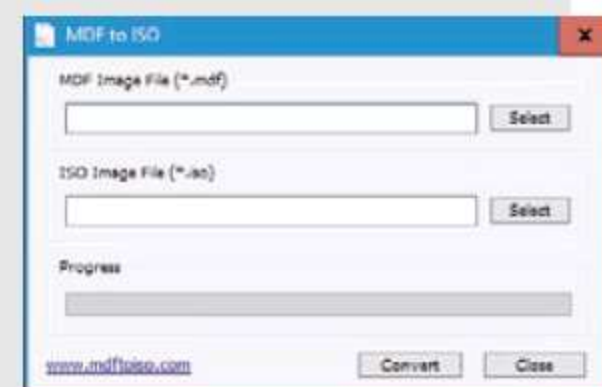 MDF to ISO
MDF Image File (*.mdf)
Select
ISO Image File (*.iso)
Select
Progress
www.mdftoiso.com
Convert
Close